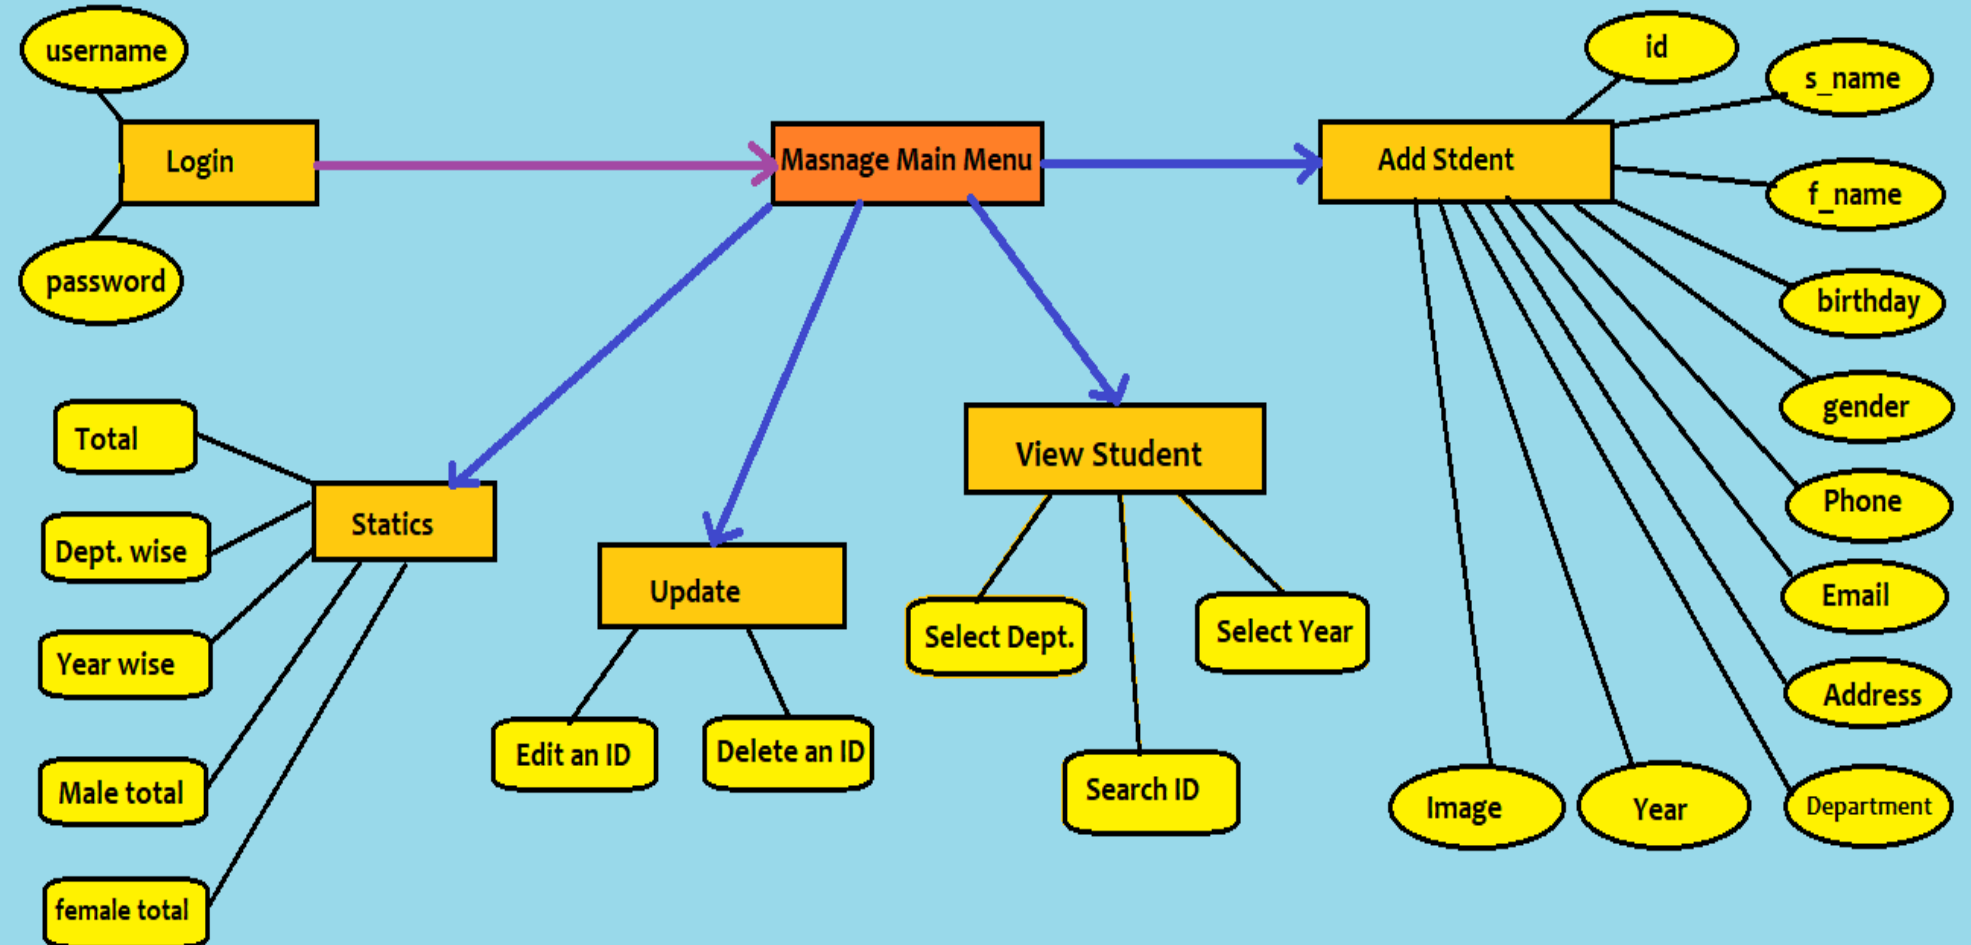 username
id
s_name
Login
Masnage Main Menu
Add Stdent
f_name
password
birthday
gender
Total
View Student
Phone
Statics
Dept. wise
Update
Email
Select Dept.
Select Year
Year wise
Address
Edit an ID
Delete an ID
Search ID
Male total
Image
Year
Department
female total